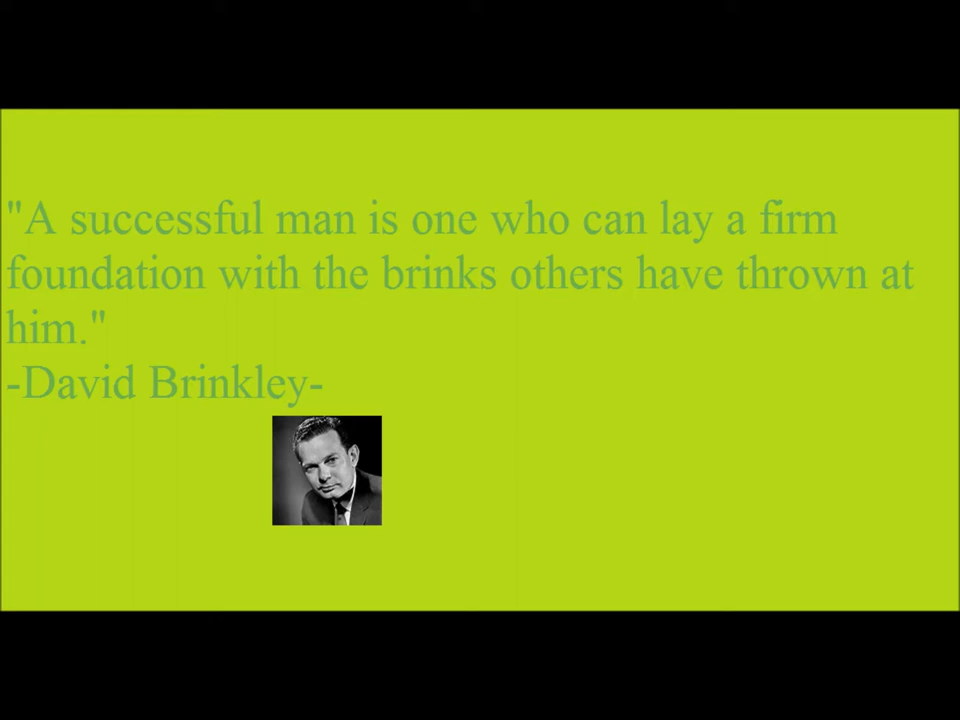 "A successful man is one who can lay a firm
foundation with the brinks others have thrown at
him."
-David Brinkley-